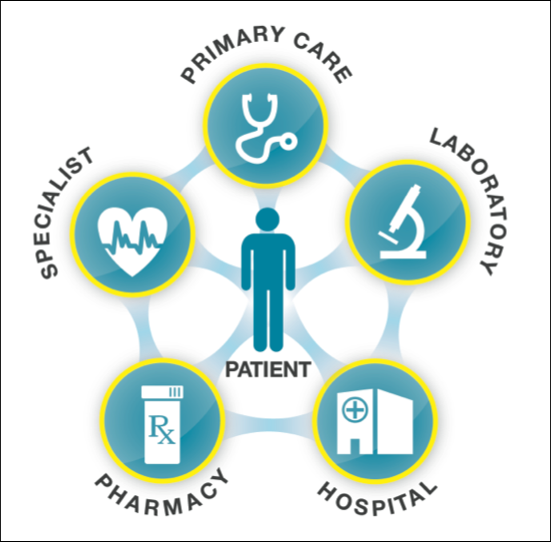 PRIMARY CARE
LABORATORY
SPECIALIST
PATIENT
Rx
PHARMACY
HOSPITAL